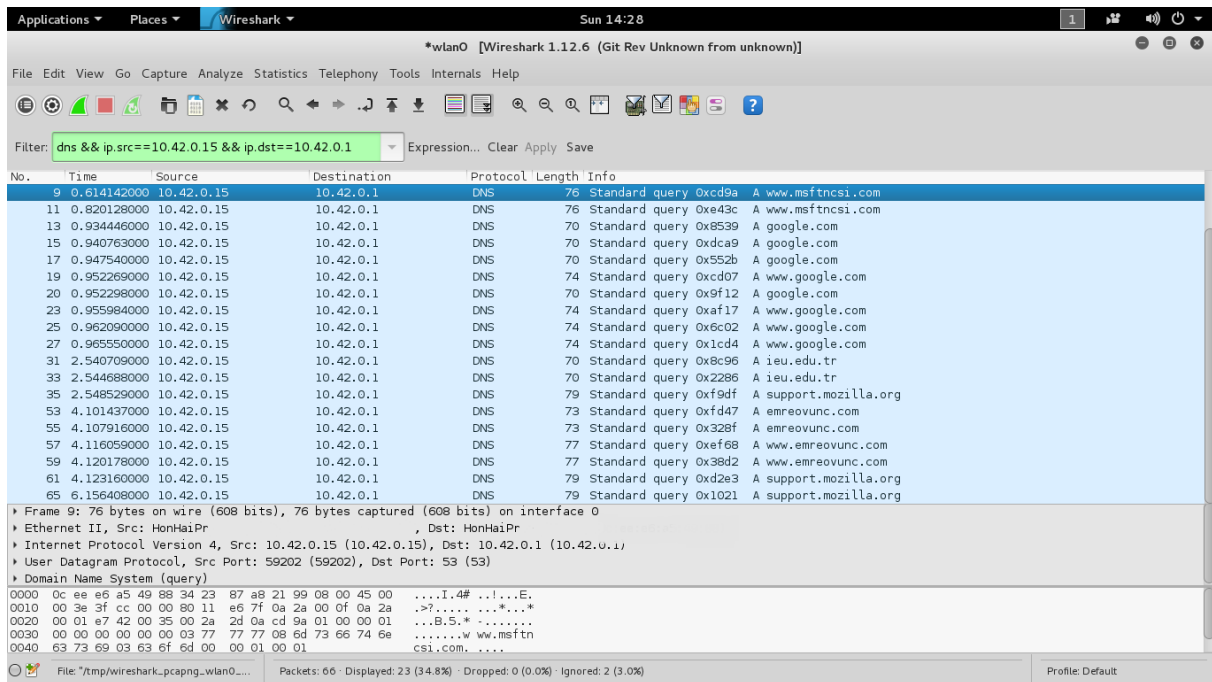 Applications Places Wireshark Sun 14:28 1
*wlan0 [Wireshark 1.12.6 (Git Rev Unknown from unknown)]
File Edit View Go Capture Analyze Statistics Telephony Tools Internals Help
Filter: dns && ip.src==10.42.0.15 && ip.dst==10.42.0.1 Expression... Clear Apply Save
No. Time Source Destination Protocol Length Info
9 0.614142000 10.42.0.15 10.42.0.1 DNS 76 Standard query 0xcd9a A www.msftncsi.com
11 0.820128000 10.42.0.15 10.42.0.1 DNS 76 Standard query 0xe43c A www.msftncsi.com
13 0.934446000 10.42.0.15 10.42.0.1 DNS 70 Standard query 0x8539 A google.com
15 0.940763000 10.42.0.15 10.42.0.1 DNS 70 Standard query 0xdca9 A google.com
17 0.947540000 10.42.0.15 10.42.0.1 DNS 70 Standard query 0x552b A google.com
19 0.952269000 10.42.0.15 10.42.0.1 DNS 74 Standard query 0xcd07 A www.google.com
20 0.952298000 10.42.0.15 10.42.0.1 DNS 70 Standard query 0x9f12 A google.com
23 0.955984000 10.42.0.15 10.42.0.1 DNS 74 Standard query 0xaf17 A www.google.com
25 0.962090000 10.42.0.15 10.42.0.1 DNS 74 Standard query 0x6c02 A www.google.com
27 0.965550000 10.42.0.15 10.42.0.1 DNS 74 Standard query 0x1cd4 A www.google.com
31 2.540709000 10.42.0.15 10.42.0.1 DNS 70 Standard query 0x8c96 A ieu.edu.tr
33 2.544688000 10.42.0.15 10.42.0.1 DNS 70 Standard query 0x2286 A ieu.edu.tr
35 2.548529000 10.42.0.15 10.42.0.1 DNS 79 Standard query 0xf9df A support.mozilla.org
53 4.101437000 10.42.0.15 10.42.0.1 DNS 73 Standard query 0xfd47 A emreovunc.com
55 4.107916000 10.42.0.15 10.42.0.1 DNS 73 Standard query 0x328f A emreovunc.com
57 4.116059000 10.42.0.15 10.42.0.1 DNS 77 Standard query 0xef68 A www.emreovunc.com
59 4.120178000 10.42.0.15 10.42.0.1 DNS 77 Standard query 0x38d2 A www.emreovunc.com
61 4.123160000 10.42.0.15 10.42.0.1 DNS 79 Standard query 0xd2e3 A support.mozilla.org
65 6.156408000 10.42.0.15 10.42.0.1 DNS 79 Standard query 0x1021 A support.mozilla.org
Frame 9: 76 bytes on wire (608 bits), 76 bytes captured (608 bits) on interface 0
Ethernet II, Src: HonHaiPr , Dst: HonHaiPr
Internet Protocol Version 4, Src: 10.42.0.15 (10.42.0.15), Dst: 10.42.0.1 (10.42.0.1)
User Datagram Protocol, Src Port: 59202 (59202), Dst Port: 53 (53)
Domain Name System (query)
0000 0c ee e6 a5 49 88 34 23 87 a8 21 99 08 00 45 00 ....I.4# ..!...E.
0010 00 3e 3f cc 00 00 80 11 e6 7f 0a 2a 00 0f 0a 2a .>?..... ...*...*
0020 00 01 e7 42 00 35 00 2a 2d 0a cd 9a 01 00 00 01 ...B.5.* -.......
0030 00 00 00 00 00 00 03 77 77 77 08 6d 73 66 74 6e .......w ww.msftn
0040 63 73 69 03 63 6f 6d 00 00 01 00 01 csi.com. ....
File: "/tmp/wireshark_pcapng_wlan0_... Packets: 66 · Displayed: 23 (34.8%) · Dropped: 0 (0.0%) · Ignored: 2 (3.0%) Profile: Default